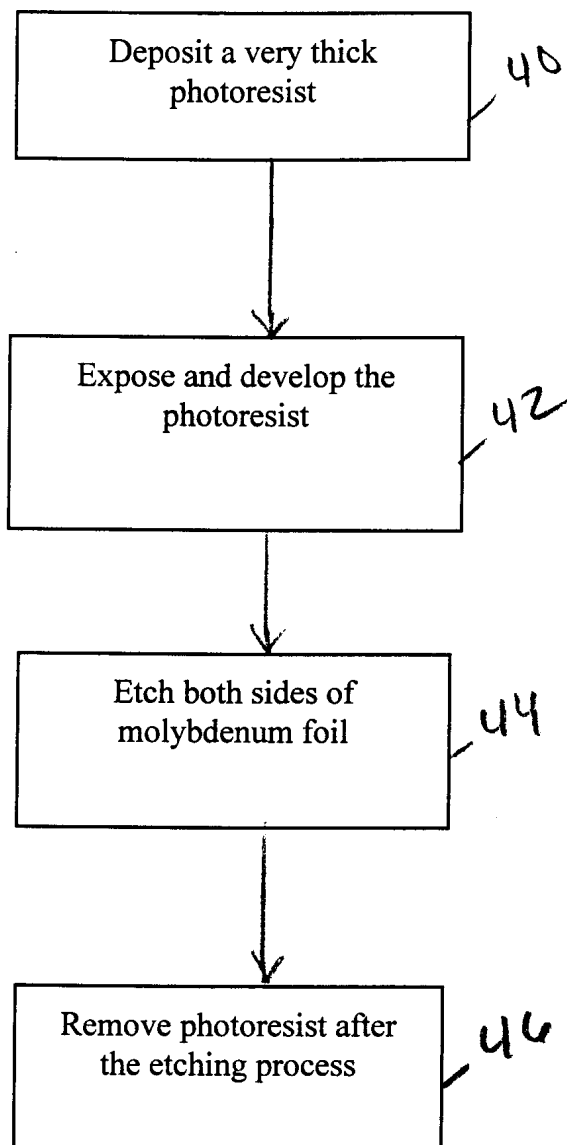 Deposit a very thick
photoresist
40
Expose and develop the
photoresist
42
Etch both sides of
molybdenum foil
44
Remove photoresist after
the etching process
46